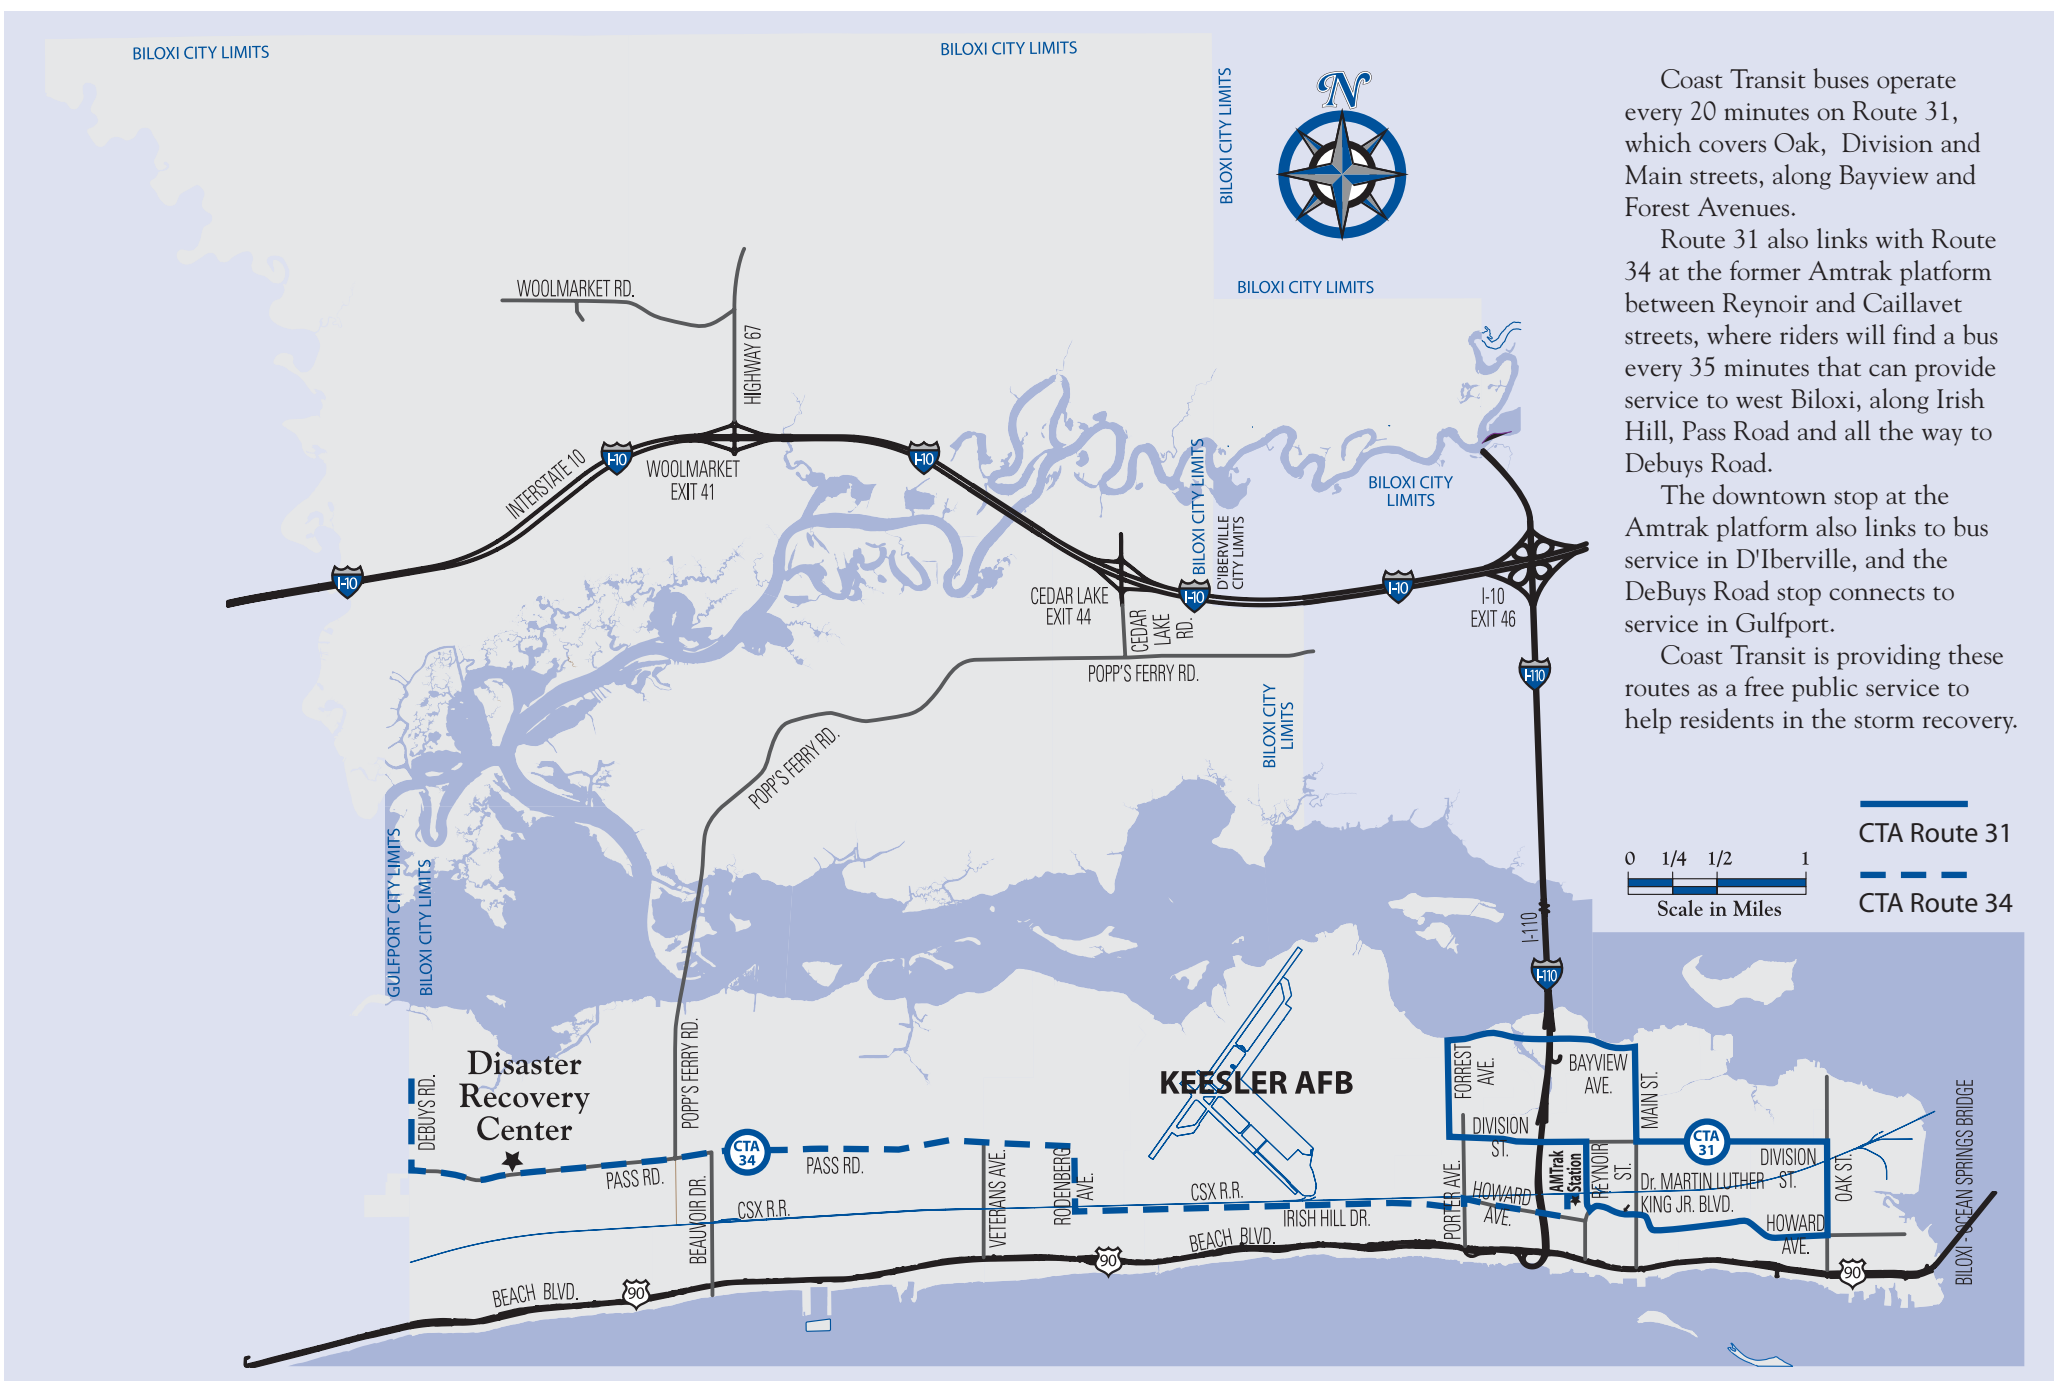 BILOXI CITY LIMITS
BILOXI CITY LIMITS
BILOXI CITY LIMITS
N
BILOXI CITY LIMITS
Coast Transit buses operate
every 20 minutes on Route 31,
which covers Oak, Division and
Main streets, along Bayview and
Forest Avenues.
Route 31 also links with Route
34 at the former Amtrak platform
between Reynoir and Caillavet
streets, where riders will find a bus
every 35 minutes that can provide
service to west Biloxi, along Irish
Hill, Pass Road and all the way to
Debuys Road.
The downtown stop at the
Amtrak platform also links to bus
service in D'Iberville, and the
DeBuys Road stop connects to
service in Gulfport.
Coast Transit is providing these
routes as a free public service to
help residents in the storm recovery.
CTA Route 31
CTA Route 34
0 1/4 1/2 1
Scale in Miles
WOOLMARKET RD.
HIGHWAY 67
INTERSTATE 10
I-10
I-10
I-10
WOOLMARKET
EXIT 41
BILOXI CITY LIMITS
D'IBERVILLE
CITY LIMITS
BILOXI CITY
LIMITS
CEDAR LAKE
EXIT 44
CEDAR
LAKE
RD.
I-10
I-10
I-10
EXIT 46
I-110
POPP'S FERRY RD.
POPP'S FERRY RD.
BILOXI CITY
LIMITS
GULFPORT CITY LIMITS
BILOXI CITY LIMITS
I-110
I-110
POPP'S FERRY RD.
Disaster
Recovery
Center
DEBUYS RD.
CTA
34
PASS RD.
PASS RD.
BEAUVOIR DR.
CSX R.R.
VETERANS AVE.
RODENBERG
AVE.
KEESLER AFB
CSX R.R.
IRISH HILL DR.
BEACH BLVD.
BEACH BLVD.
90
90
90
FORREST
AVE.
BAYVIEW
AVE.
MAIN ST.
DIVISION
ST.
CTA
31
DIVISION
ST.
PORTER AVE.
HOWARD
AVE.
AMTrak
Station
REYNOIR
ST.
Dr. MARTIN LUTHER
KING JR. BLVD.
HOWARD
AVE.
OAK ST.
BILOXI - OCEAN SPRINGS BRIDGE